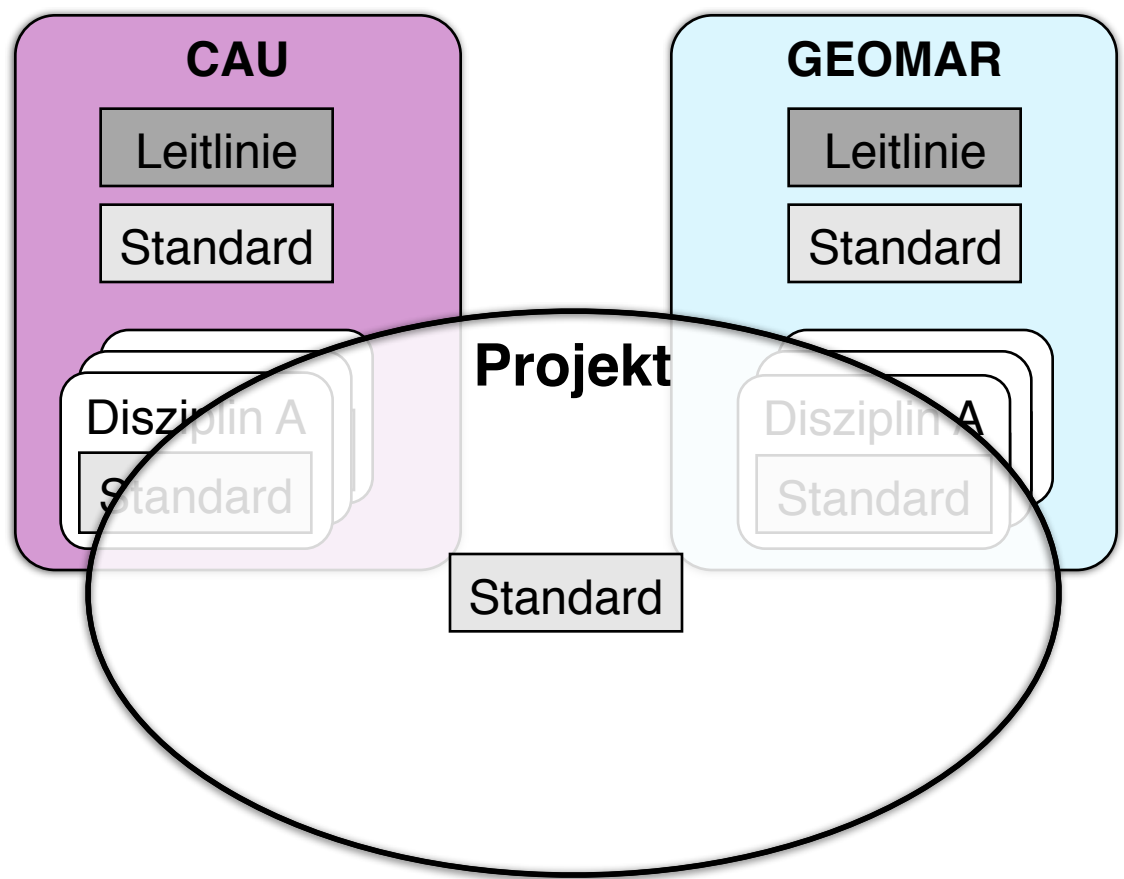 CAU
Leitlinie
Standard
Disziplin A
Standard
GEOMAR
Leitlinie
Standard
Disziplin A
Standard
Projekt
Standard